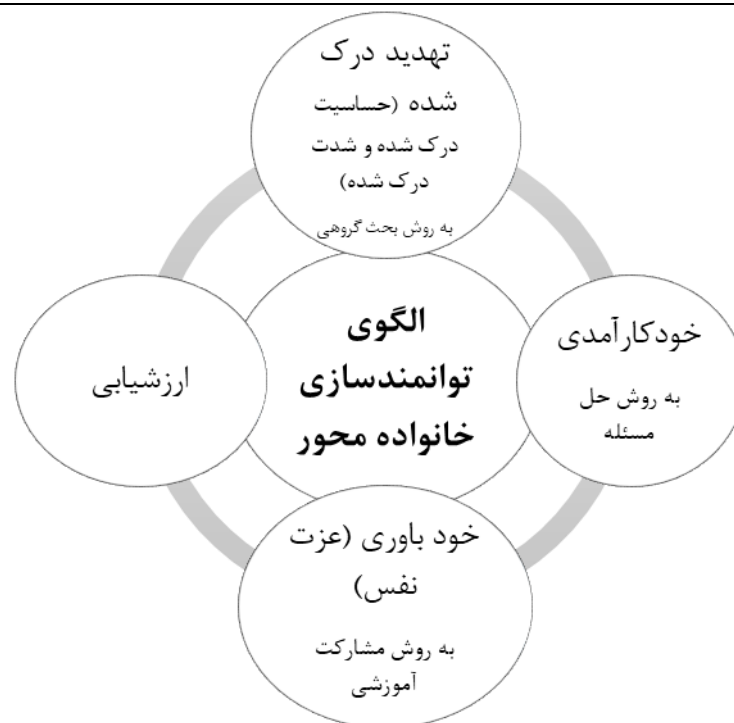 تهدید درک
شده (حساسیت
درک شده و شدت
درک شده)
به روش بحث گروهی
خودکارآمدی
به روش حل
مسئله
الگوی
توانمندسازی
خانواده محور
ارزشیابی
خود باوری (عزت
نفس)
به روش مشارکت
آموزشی